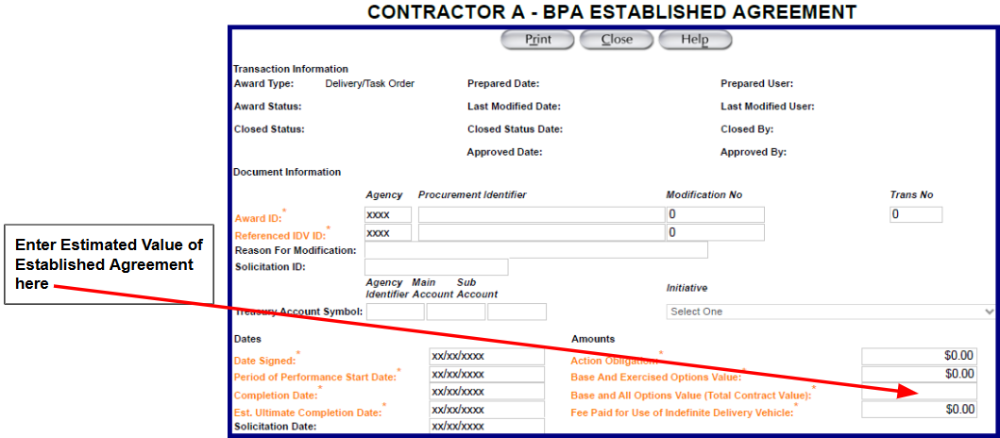 CONTRACTOR A - BPA ESTABLISHED AGREEMENT
Print Close Help
Transaction Information
Award Type: Delivery/Task Order Prepared Date: Prepared User:
Award Status: Last Modified Date: Last Modified User:
Closed Status: Closed Status Date: Closed By:
Approved Date: Approved By:
Document Information
Agency Procurement Identifier Modification No Trans No
Award ID:* xxxx 0 0
Referenced IDV ID:* xxxx 0
Reason For Modification:
Solicitation ID:
Enter Estimated Value of
Established Agreement
here
Agency Main Sub
Identifier Account Account
Initiative
Treasury Account Symbol: Select One
Dates Amounts
Date Signed:* xx/xx/xxxx Action Obligation:* $0.00
Period of Performance Start Date:* xx/xx/xxxx Base And Exercised Options Value:* $0.00
Completion Date:* xx/xx/xxxx Base and All Options Value (Total Contract Value):*
Est. Ultimate Completion Date:* xx/xx/xxxx Fee Paid for Use of Indefinite Delivery Vehicle:* $0.00
Solicitation Date: xx/xx/xxxx